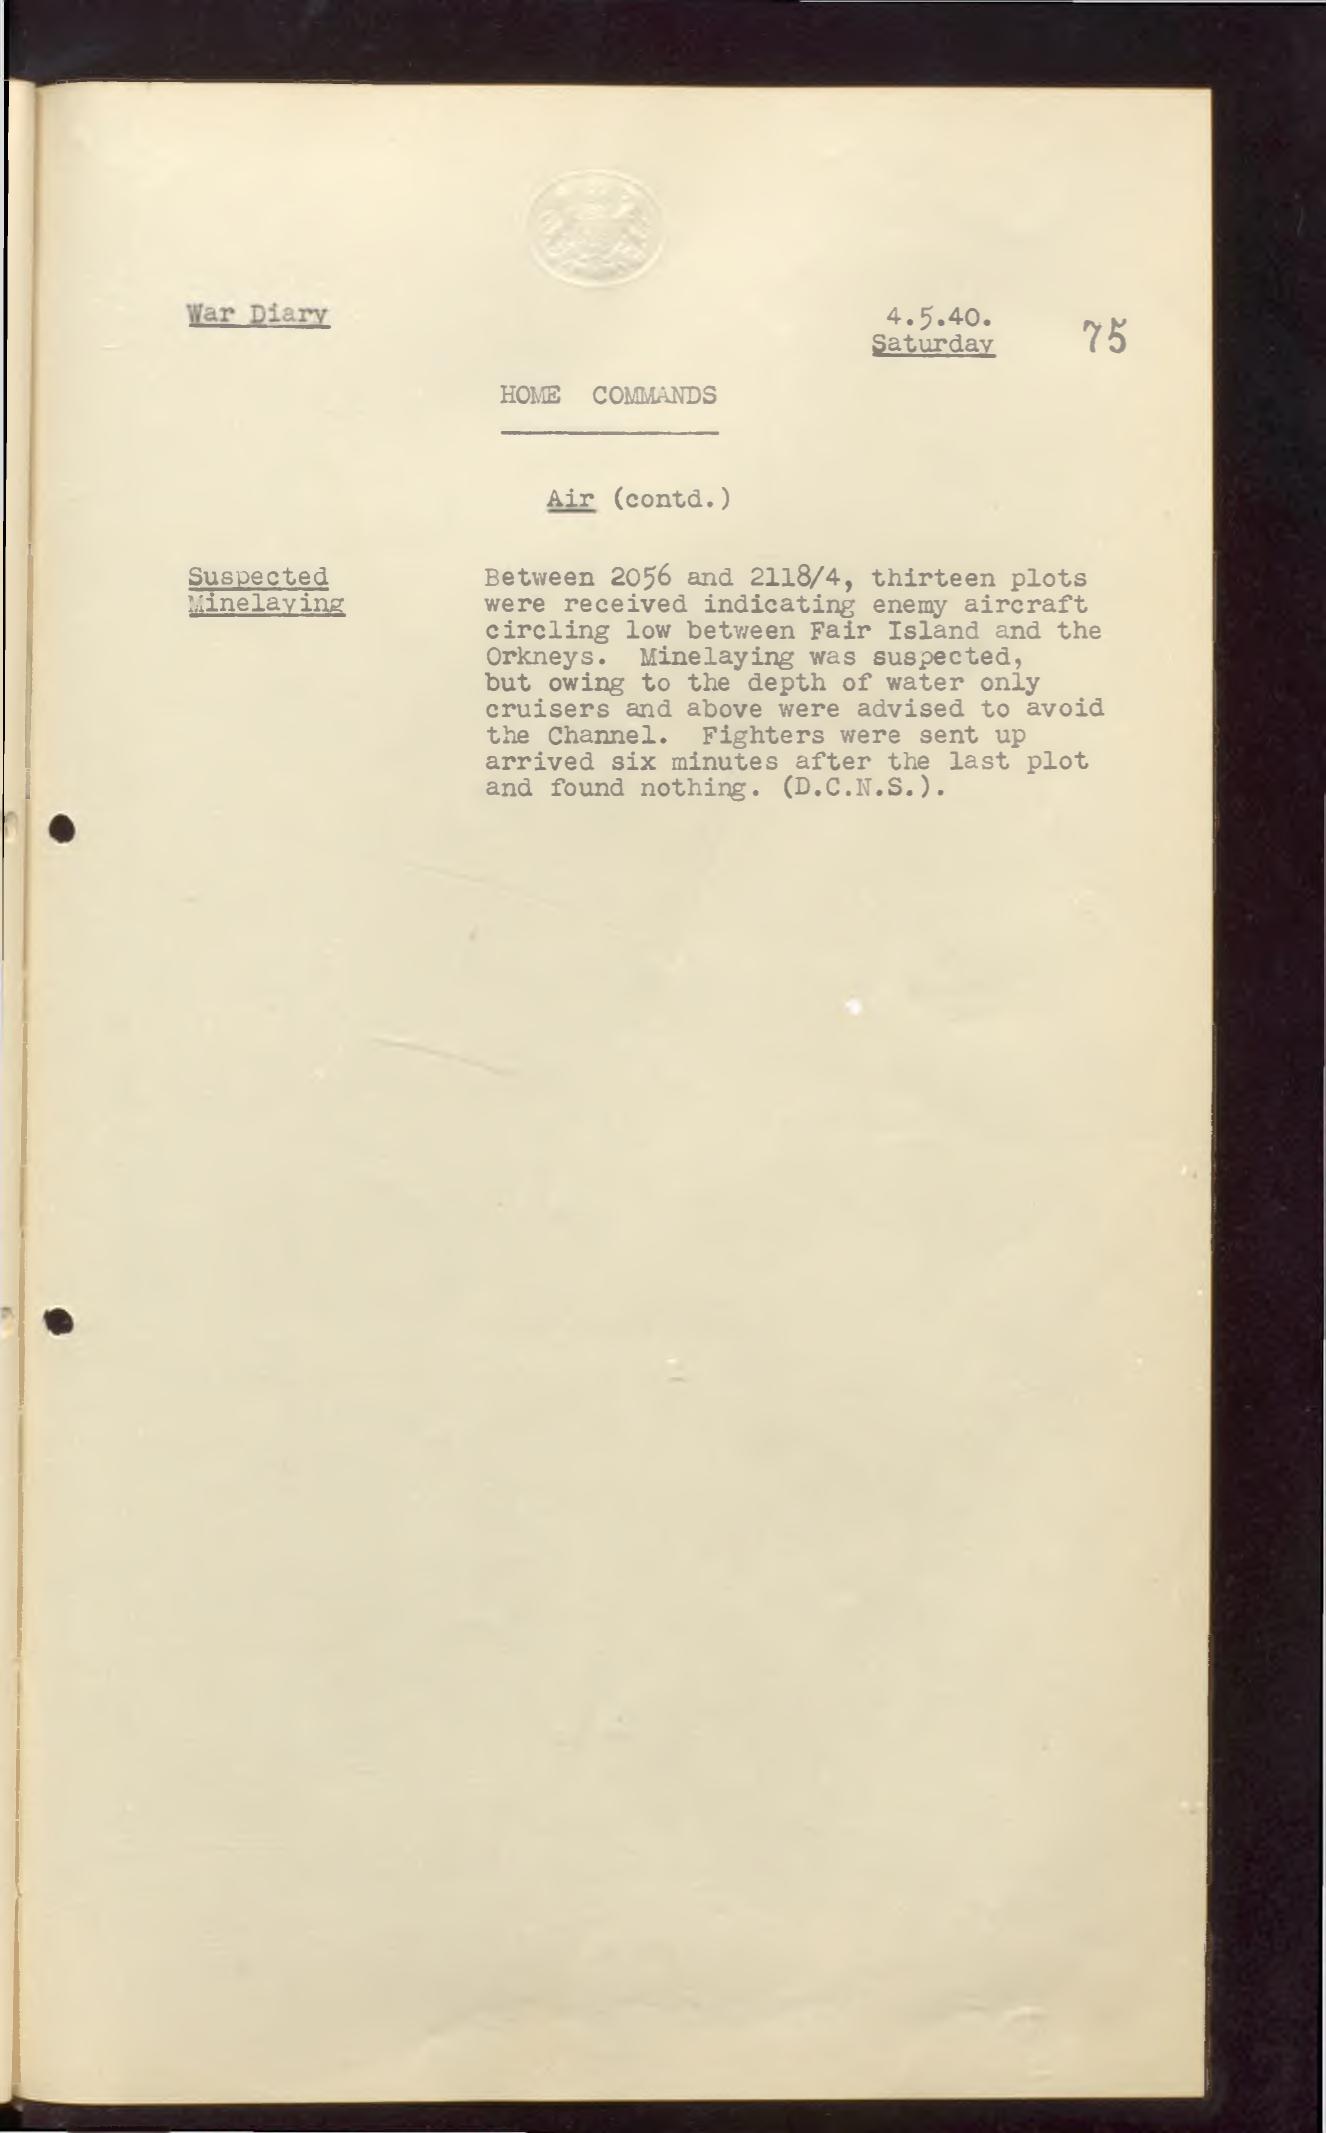 War Diary
4.5.40.
Saturday
75
HOME COMMANDS
Air (contd.)
Suspected
Minelaying
Between 2056 and 2118/4, thirteen plots
were received indicating enemy aircraft
circling low between Fair Island and the
Orkneys. Minelaying was suspected,
but owing to the depth of water only
cruisers and above were advised to avoid
the Channel. Fighters were sent up
arrived six minutes after the last plot
and found nothing. (D.C.N.S.).